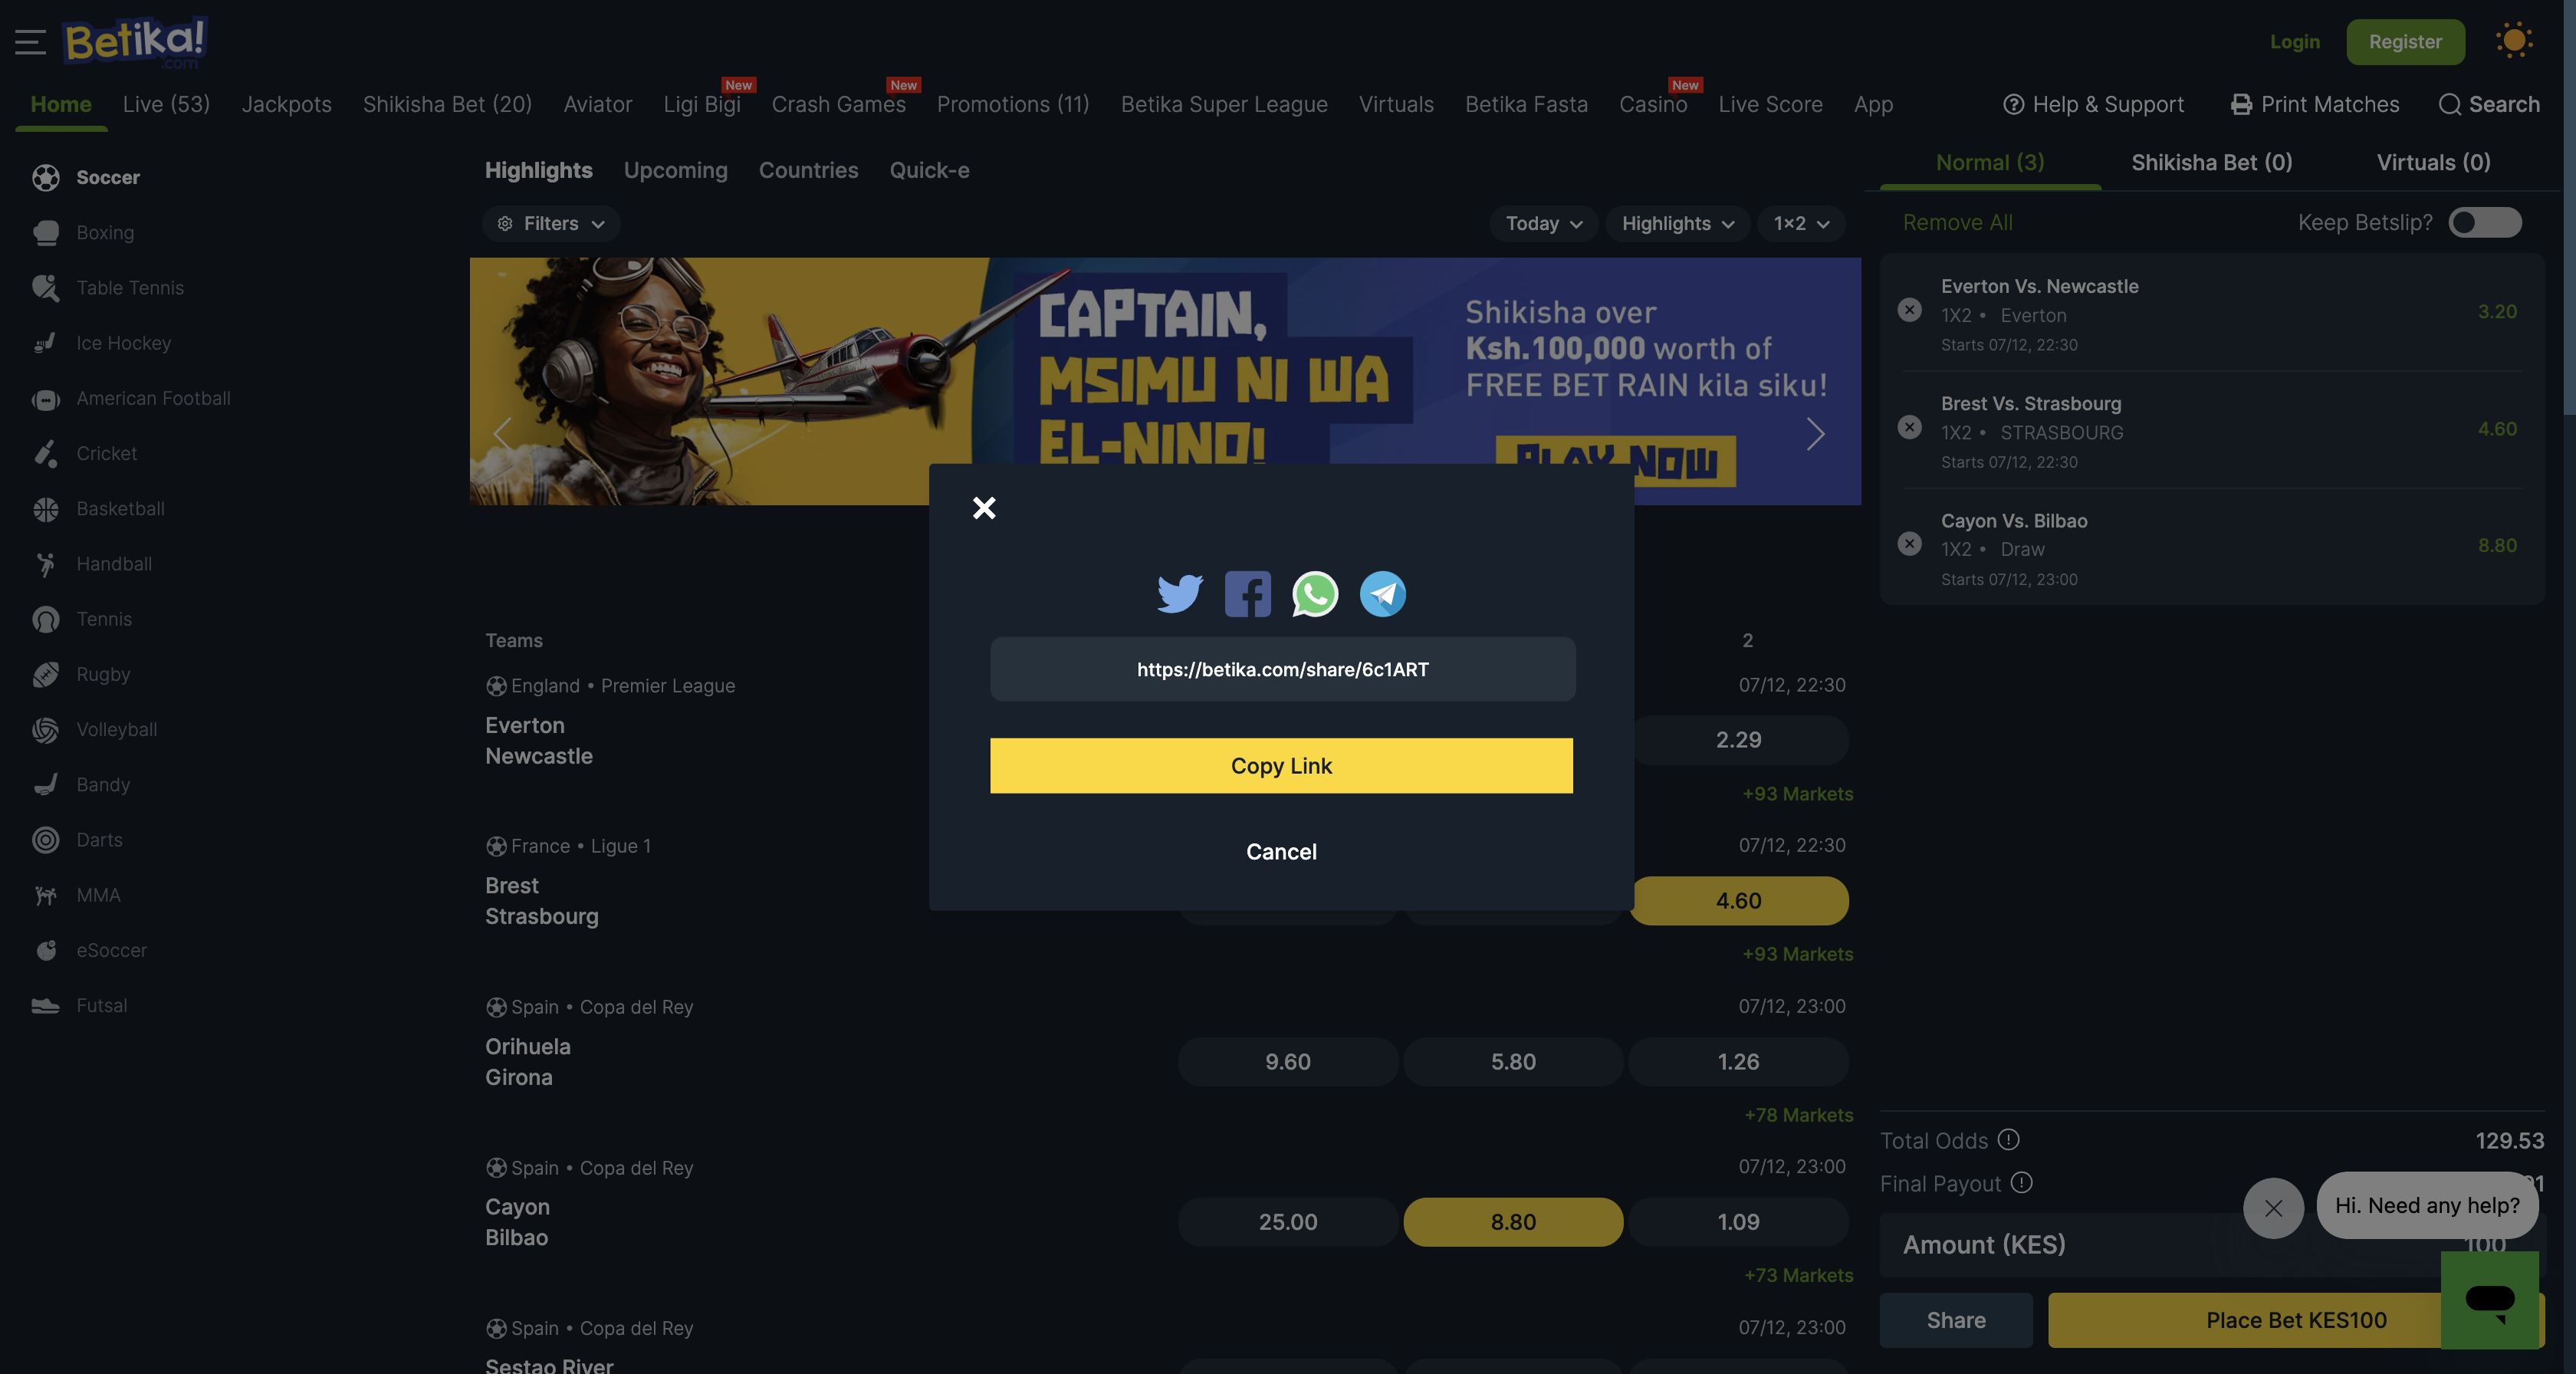 Betika!
.com
Login
Register
Home
Live (53)
Jackpots
Shikisha Bet (20)
Aviator
Ligi Bigi
New
Crash Games
New
Promotions (11)
Betika Super League
Virtuals
Betika Fasta
Casino
New
Live Score
App
Help & Support
Print Matches
Search
Soccer
Boxing
Table Tennis
Ice Hockey
American Football
Cricket
Basketball
Handball
Tennis
Rugby
Volleyball
Bandy
Darts
MMA
eSoccer
Futsal
Highlights
Upcoming
Countries
Quick-e
Filters
Today
Highlights
1×2
CAPTAIN,
MSIMU NI WA
EL-NINO!
Shikisha over
Ksh.100,000 worth of
FREE BET RAIN kila siku!
PLAY NOW
https://betika.com/share/6c1ART
Copy Link
Cancel
Teams
2
England • Premier League
07/12, 22:30
Everton
Newcastle
2.29
+93 Markets
France • Ligue 1
07/12, 22:30
Brest
Strasbourg
4.60
+93 Markets
Spain • Copa del Rey
07/12, 23:00
Orihuela
Girona
9.60
5.80
1.26
+78 Markets
Spain • Copa del Rey
07/12, 23:00
Cayon
Bilbao
25.00
8.80
1.09
+73 Markets
Spain • Copa del Rey
07/12, 23:00
Sestao River
Normal (3)
Shikisha Bet (0)
Virtuals (0)
Remove All
Keep Betslip?
Everton Vs. Newcastle
1X2 • Everton
3.20
Starts 07/12, 22:30
Brest Vs. Strasbourg
1X2 • STRASBOURG
4.60
Starts 07/12, 22:30
Cayon Vs. Bilbao
1X2 • Draw
8.80
Starts 07/12, 23:00
Total Odds
129.53
Final Payout
Hi. Need any help?
Amount (KES)
100
Share
Place Bet KES100